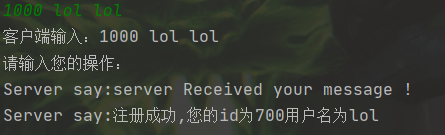 1000 lol lol
客户端输入：1000 lol lol
请输入您的操作：
Server say:server Received your message !
Server say:注册成功,您的id为700用户名为lol